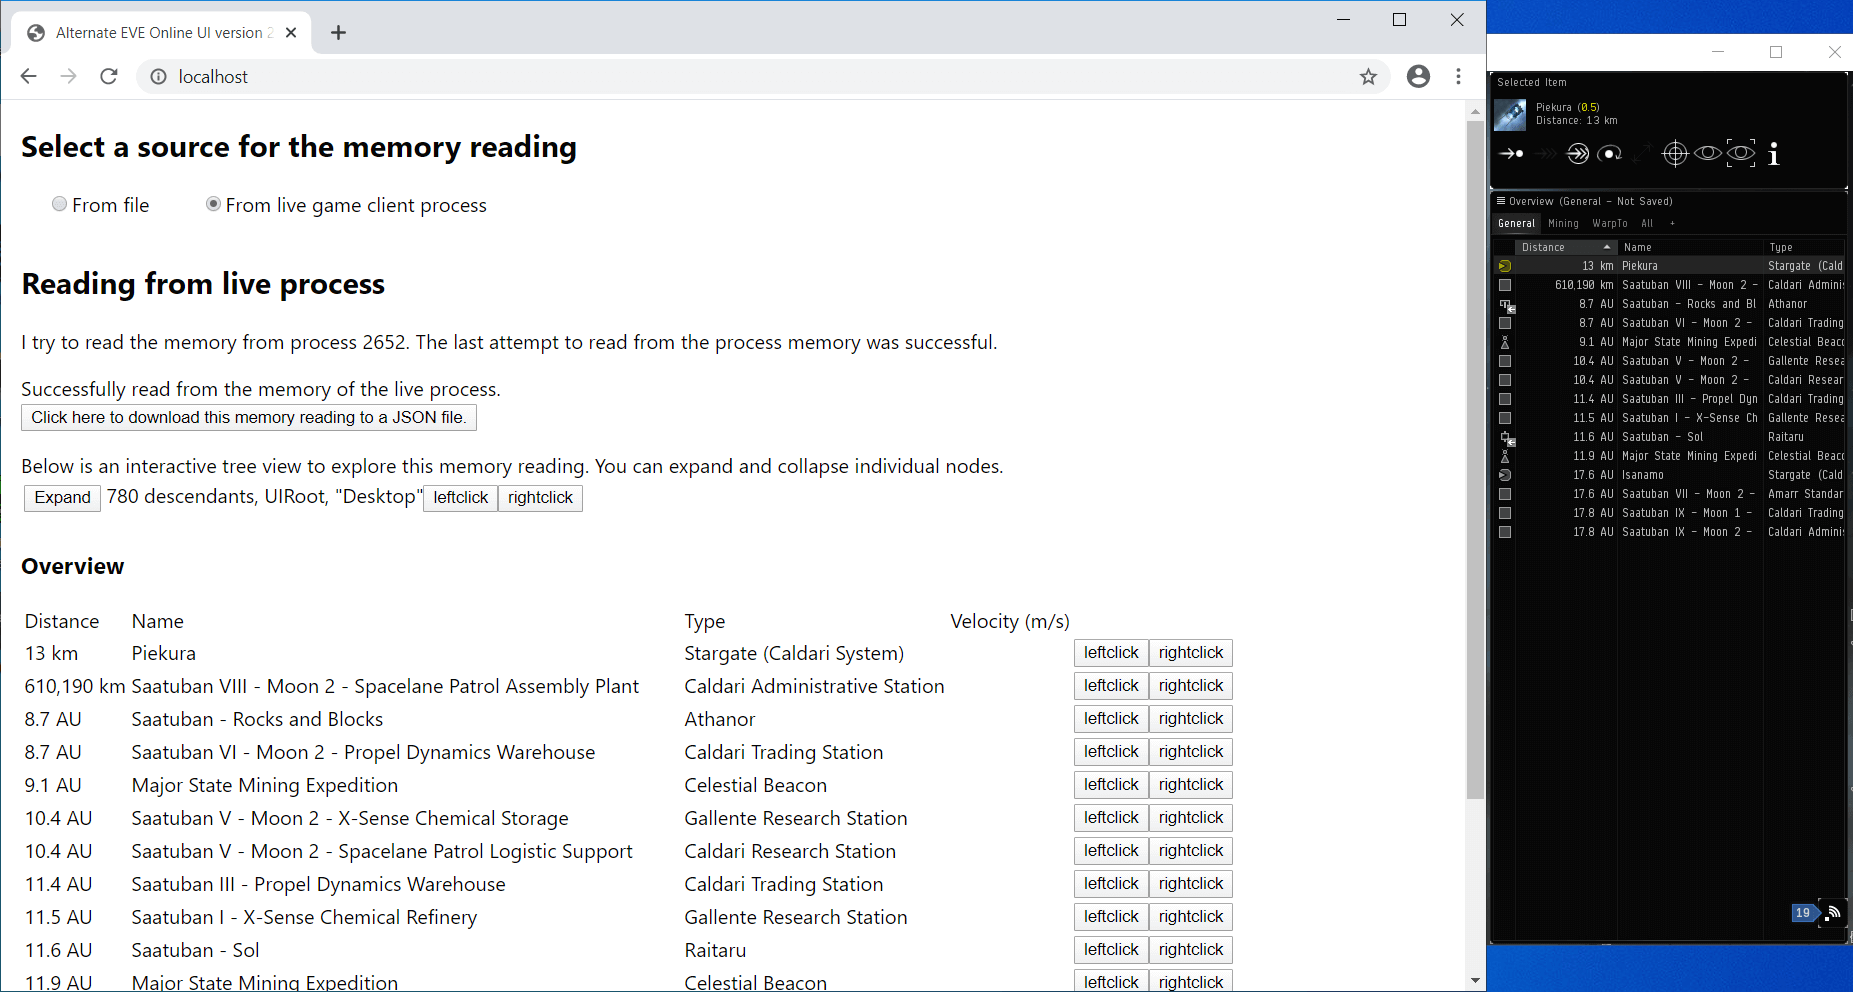 Alternate EVE Online UI version 2
localhost
Select a source for the memory reading
From file From live game client process
Reading from live process
I try to read the memory from process 2652. The last attempt to read from the process memory was successful.
Successfully read from the memory of the live process.
Click here to download this memory reading to a JSON file.
Below is an interactive tree view to explore this memory reading. You can expand and collapse individual nodes.
Expand 780 descendants, UIRoot, "Desktop" leftclick rightclick
Overview
Distance Name Type Velocity (m/s)
13 km Piekura Stargate (Caldari System) leftclick rightclick
610,190 km Saatuban VIII - Moon 2 - Spacelane Patrol Assembly Plant Caldari Administrative Station leftclick rightclick
8.7 AU Saatuban - Rocks and Blocks Athanor leftclick rightclick
8.7 AU Saatuban VI - Moon 2 - Propel Dynamics Warehouse Caldari Trading Station leftclick rightclick
9.1 AU Major State Mining Expedition Celestial Beacon leftclick rightclick
10.4 AU Saatuban V - Moon 2 - X-Sense Chemical Storage Gallente Research Station leftclick rightclick
10.4 AU Saatuban V - Moon 2 - Spacelane Patrol Logistic Support Caldari Research Station leftclick rightclick
11.4 AU Saatuban III - Propel Dynamics Warehouse Caldari Trading Station leftclick rightclick
11.5 AU Saatuban I - X-Sense Chemical Refinery Gallente Research Station leftclick rightclick
11.6 AU Saatuban - Sol Raitaru leftclick rightclick
11.9 AU Major State Mining Expedition Celestial Beacon leftclick rightclick
Selected Item
Piekura (0.5)
Distance: 13 km
Overview (General - Not Saved)
General Mining WarpTo All +
Distance Name Type
13 km Piekura Stargate (Cald
610,190 km Saatuban VIII - Moon 2 - Caldari Adminis
8.7 AU Saatuban - Rocks and Bl Athanor
8.7 AU Saatuban VI - Moon 2 - Caldari Trading
9.1 AU Major State Mining Expedi Celestial Beaco
10.4 AU Saatuban V - Moon 2 - Gallente Resea
10.4 AU Saatuban V - Moon 2 - Caldari Resear
11.4 AU Saatuban III - Propel Dyn Caldari Trading
11.5 AU Saatuban I - X-Sense Ch Gallente Resea
11.6 AU Saatuban - Sol Raitaru
11.9 AU Major State Mining Expedi Celestial Beaco
17.6 AU Isanamo Stargate (Cald
17.6 AU Saatuban VII - Moon 2 - Amarr Standar
17.8 AU Saatuban IX - Moon 1 - Caldari Trading
17.8 AU Saatuban IX - Moon 2 - Caldari Adminis
19